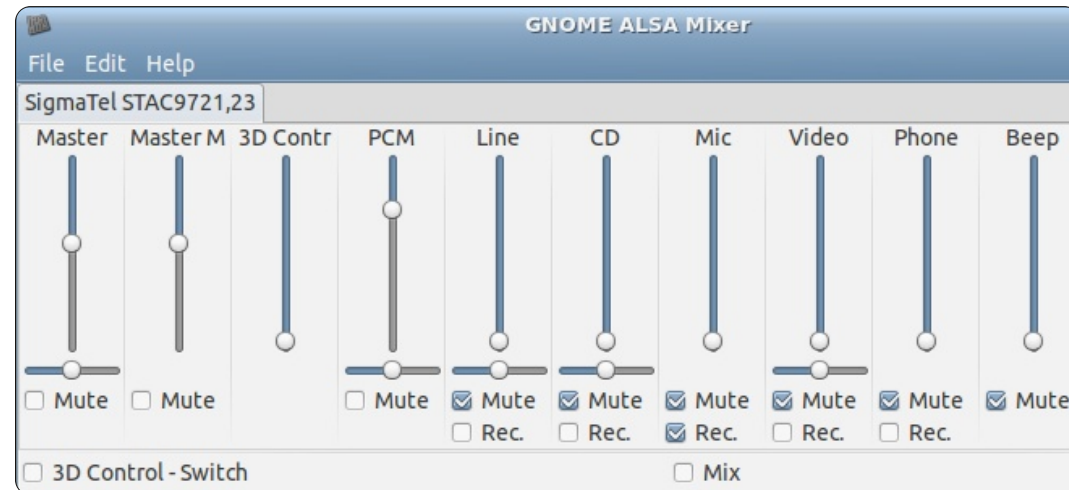 GNOME ALSA Mixer
File Edit Help
SigmaTel STAC9721,23
Master Master M 3D Contr PCM Line CD Mic Video Phone Beep
Mute Mute Mute Mute Mute Mute Mute Mute Mute
Rec. Rec. Rec. Rec. Rec.
3D Control - Switch Mix